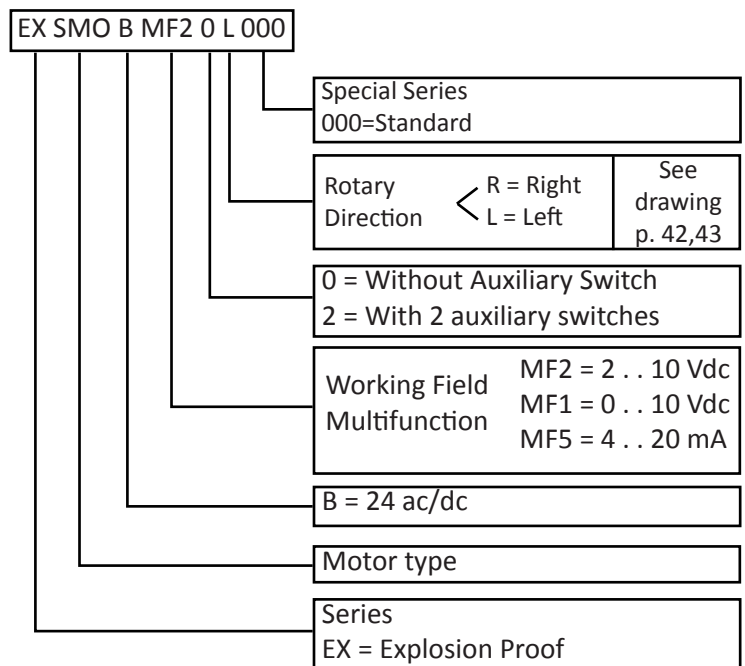 EX SMO B MF2 0 L 000
Special Series
000=Standard
Rotary
Direction
R = Right
L = Left
See
drawing
p. 42,43
0 = Without Auxiliary Switch
2 = With 2 auxiliary switches
Working Field
Multifunction
MF2 = 2 . . 10 Vdc
MF1 = 0 . . 10 Vdc
MF5 = 4 . . 20 mA
B = 24 ac/dc
Motor type
Series
EX = Explosion Proof